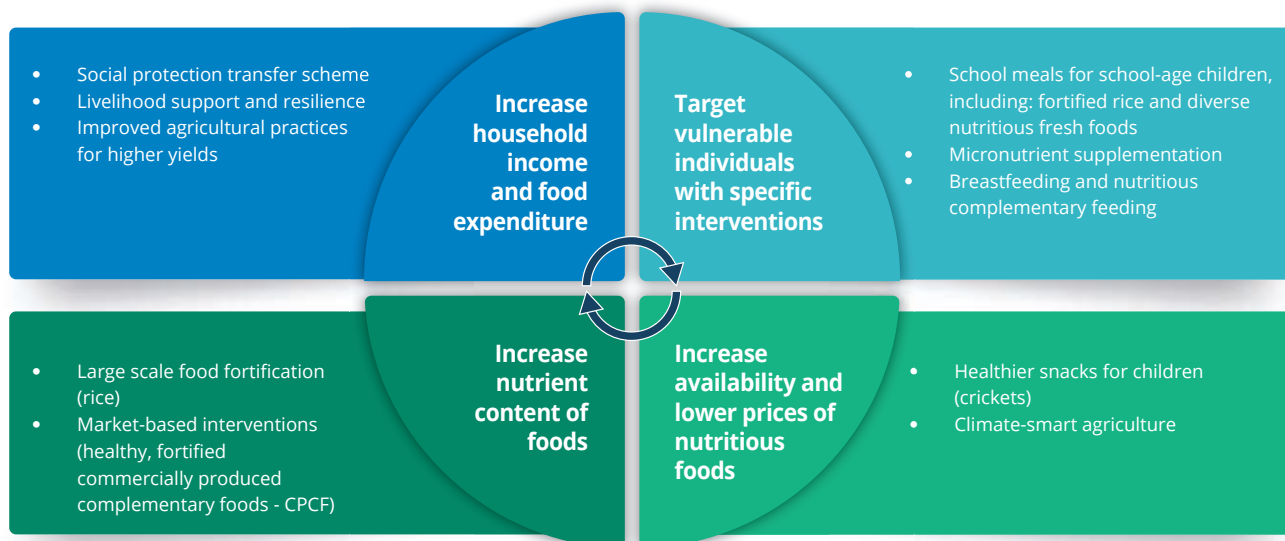 • Social protection transfer scheme
• Livelihood support and resilience
• Improved agricultural practices
for higher yields
Increase
household
income
and food
expenditure
Target
vulnerable
individuals
with specific
interventions
• School meals for school-age children,
including: fortified rice and diverse
nutritious fresh foods
• Micronutrient supplementation
• Breastfeeding and nutritious
complementary feeding
• Large scale food fortification
(rice)
• Market-based interventions
(healthy, fortified
commercially produced
complementary foods - CPCF)
Increase
nutrient
content of
foods
Increase
availability and
lower prices of
nutritious
foods
• Healthier snacks for children
(crickets)
• Climate-smart agriculture